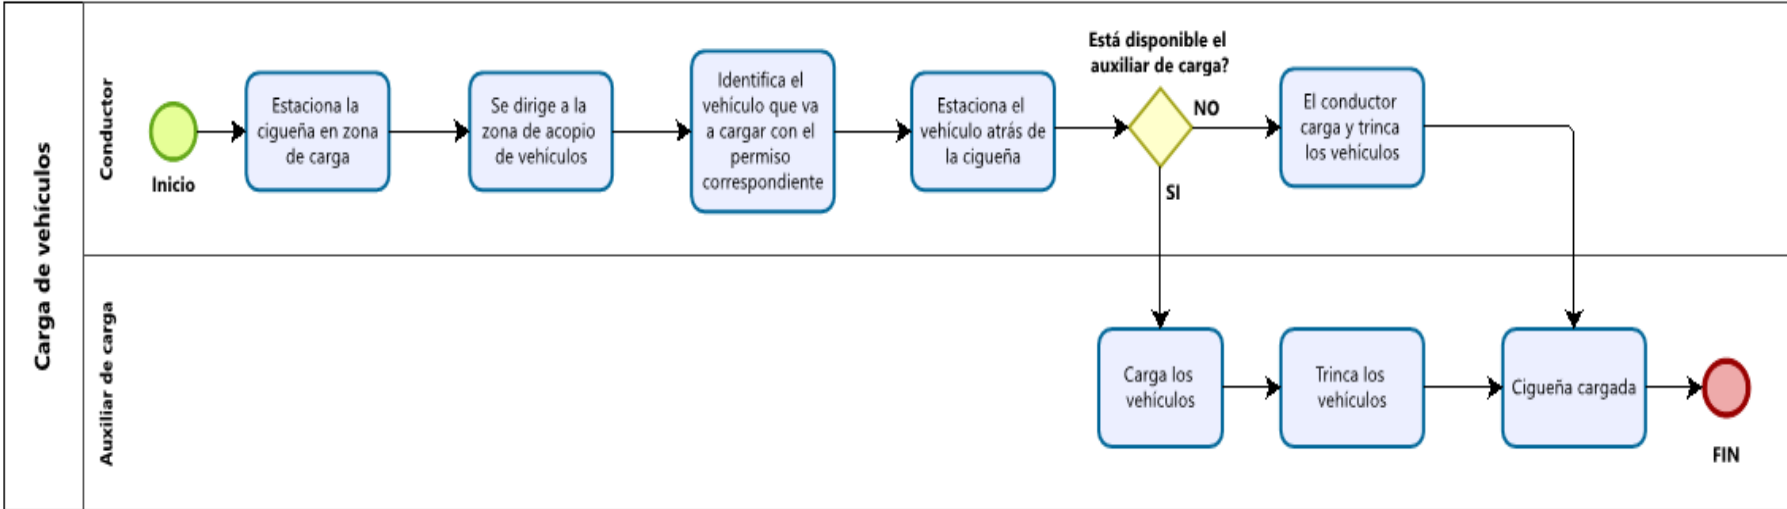 Carga de vehículos
Conductor
Inicio
Estaciona la
cigueña en zona
de carga
Se dirige a la
zona de acopio
de vehículos
Identifica el
vehículo que va
a cargar con el
permiso
correspondiente
Estaciona el
vehículo atrás de
la cigueña
Está disponible el
auxiliar de carga?
NO
SI
El conductor
carga y trinca
los vehículos
Auxiliar de carga
Carga los
vehículos
Trinca los
vehículos
Cigueña cargada
FIN